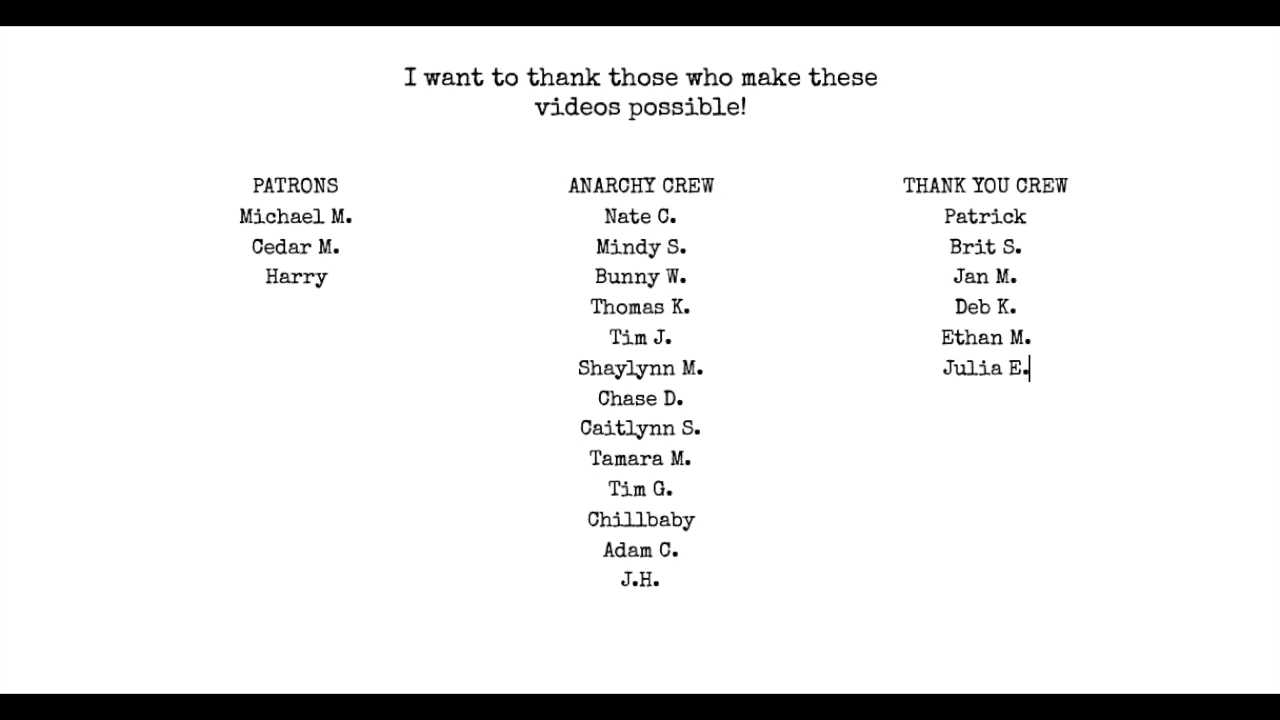 I want to thank those who make these
videos possible!
PATRONS
Michael M.
Cedar M.
Harry
ANARCHY CREW
Nate C.
Mindy S.
Bunny W.
Thomas K.
Tim J.
Shaylynn M.
Chase D.
Caitlynn S.
Tamara M.
Tim G.
Chillbaby
Adam C.
J.H.
THANK YOU CREW
Patrick
Brit S.
Jan M.
Deb K.
Ethan M.
Julia E.